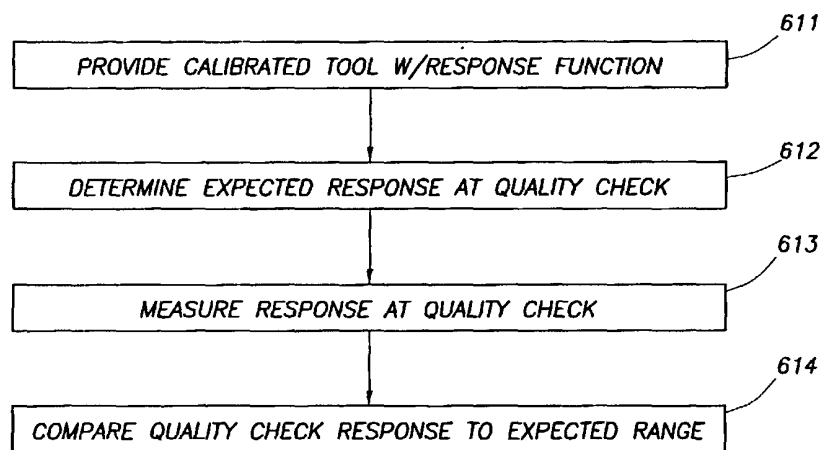 611
PROVIDE CALIBRATED TOOL W/RESPONSE FUNCTION
612
DETERMINE EXPECTED RESPONSE AT QUALITY CHECK
613
MEASURE RESPONSE AT QUALITY CHECK
614
COMPARE QUALITY CHECK RESPONSE TO EXPECTED RANGE